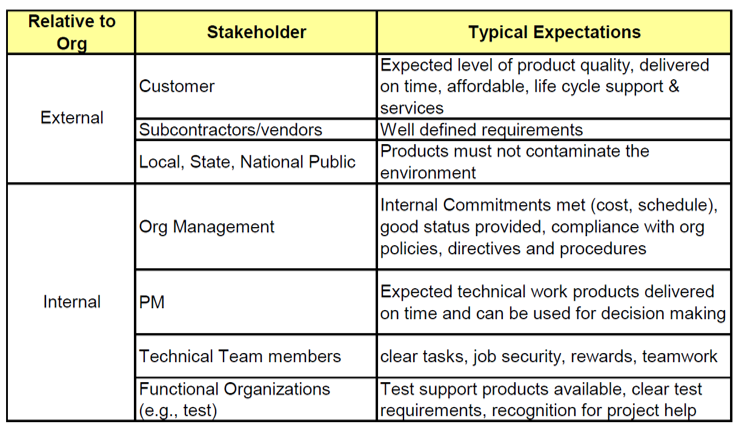 Relative to
Org
Stakeholder
Typical Expectations
External
Customer
Expected level of product quality, delivered
on time, affordable, life cycle support &
services
Subcontractors/vendors
Well defined requirements
Local, State, National Public
Products must not contaminate the
environment
Internal
Org Management
Internal Commitments met (cost, schedule),
good status provided, compliance with org
policies, directives and procedures
PM
Expected technical work products delivered
on time and can be used for decision making
Technical Team members
clear tasks, job security, rewards, teamwork
Functional Organizations
(e.g., test)
Test support products available, clear test
requirements, recognition for project help